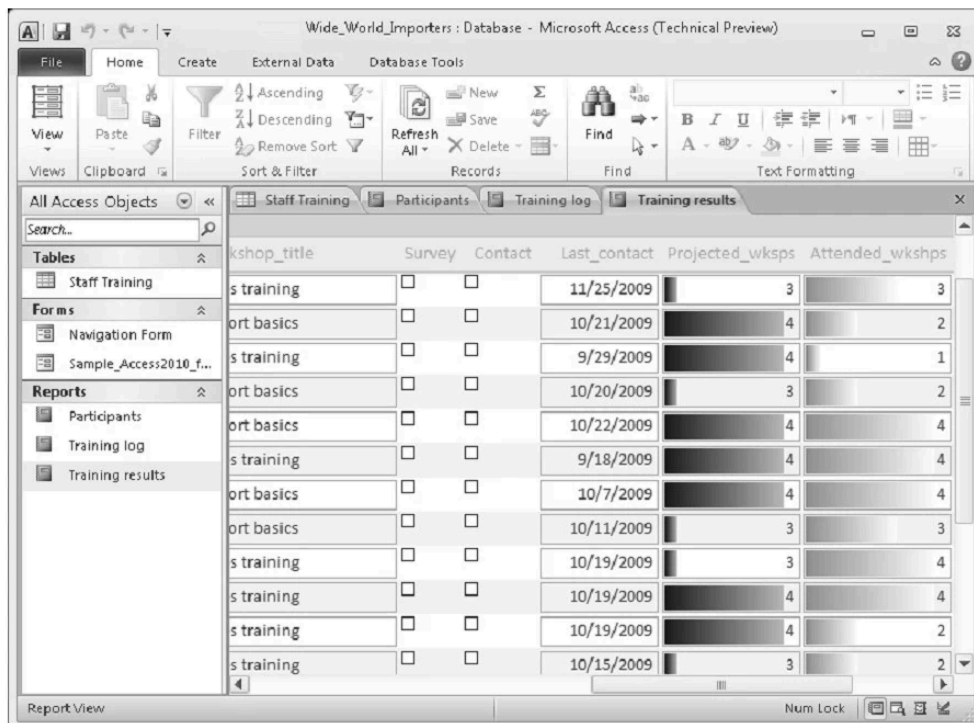 Wide_World_Importers : Database - Microsoft Access (Technical Preview)
File Home Create External Data Database Tools
View
Paste
Filter
Ascending
Descending
Remove Sort
Refresh All
New
Save
Delete
Find
Views Clipboard Sort & Filter Records Find Text Formatting
All Access Objects
Search...
Tables
Staff Training
Forms
Navigation Form
Sample_Access2010_f...
Reports
Participants
Training log
Training results
Staff Training Participants Training log Training results
kshop_title Survey Contact Last_contact Projected_wksps Attended_wkshps
s training 11/25/2009 3 3
ort basics 10/21/2009 4 2
s training 9/29/2009 4 1
ort basics 10/20/2009 3 2
ort basics 10/22/2009 4 4
s training 9/18/2009 4 4
ort basics 10/7/2009 4 4
ort basics 10/11/2009 3 3
s training 10/19/2009 3 4
s training 10/19/2009 4 4
s training 10/19/2009 4 2
s training 10/15/2009 3 2
Report View Num Lock